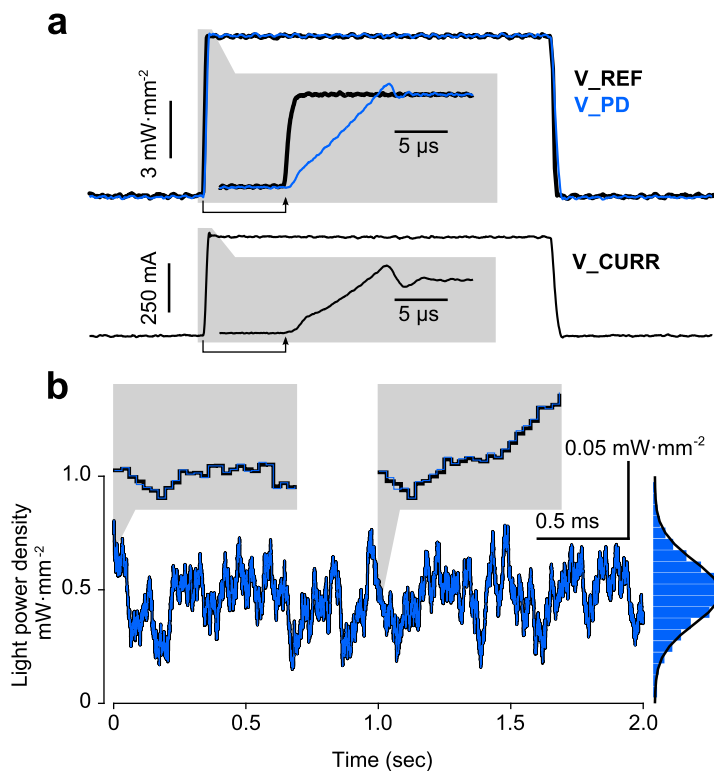 a
V_REF
V_PD
3 mW·mm⁻²
5 µs
V_CURR
250 mA
5 µs
b
0.05 mW·mm⁻²
0.5 ms
Light power density
mW·mm⁻²
1.0
0.5
0
0
0.5
1.0
1.5
2.0
Time (sec)